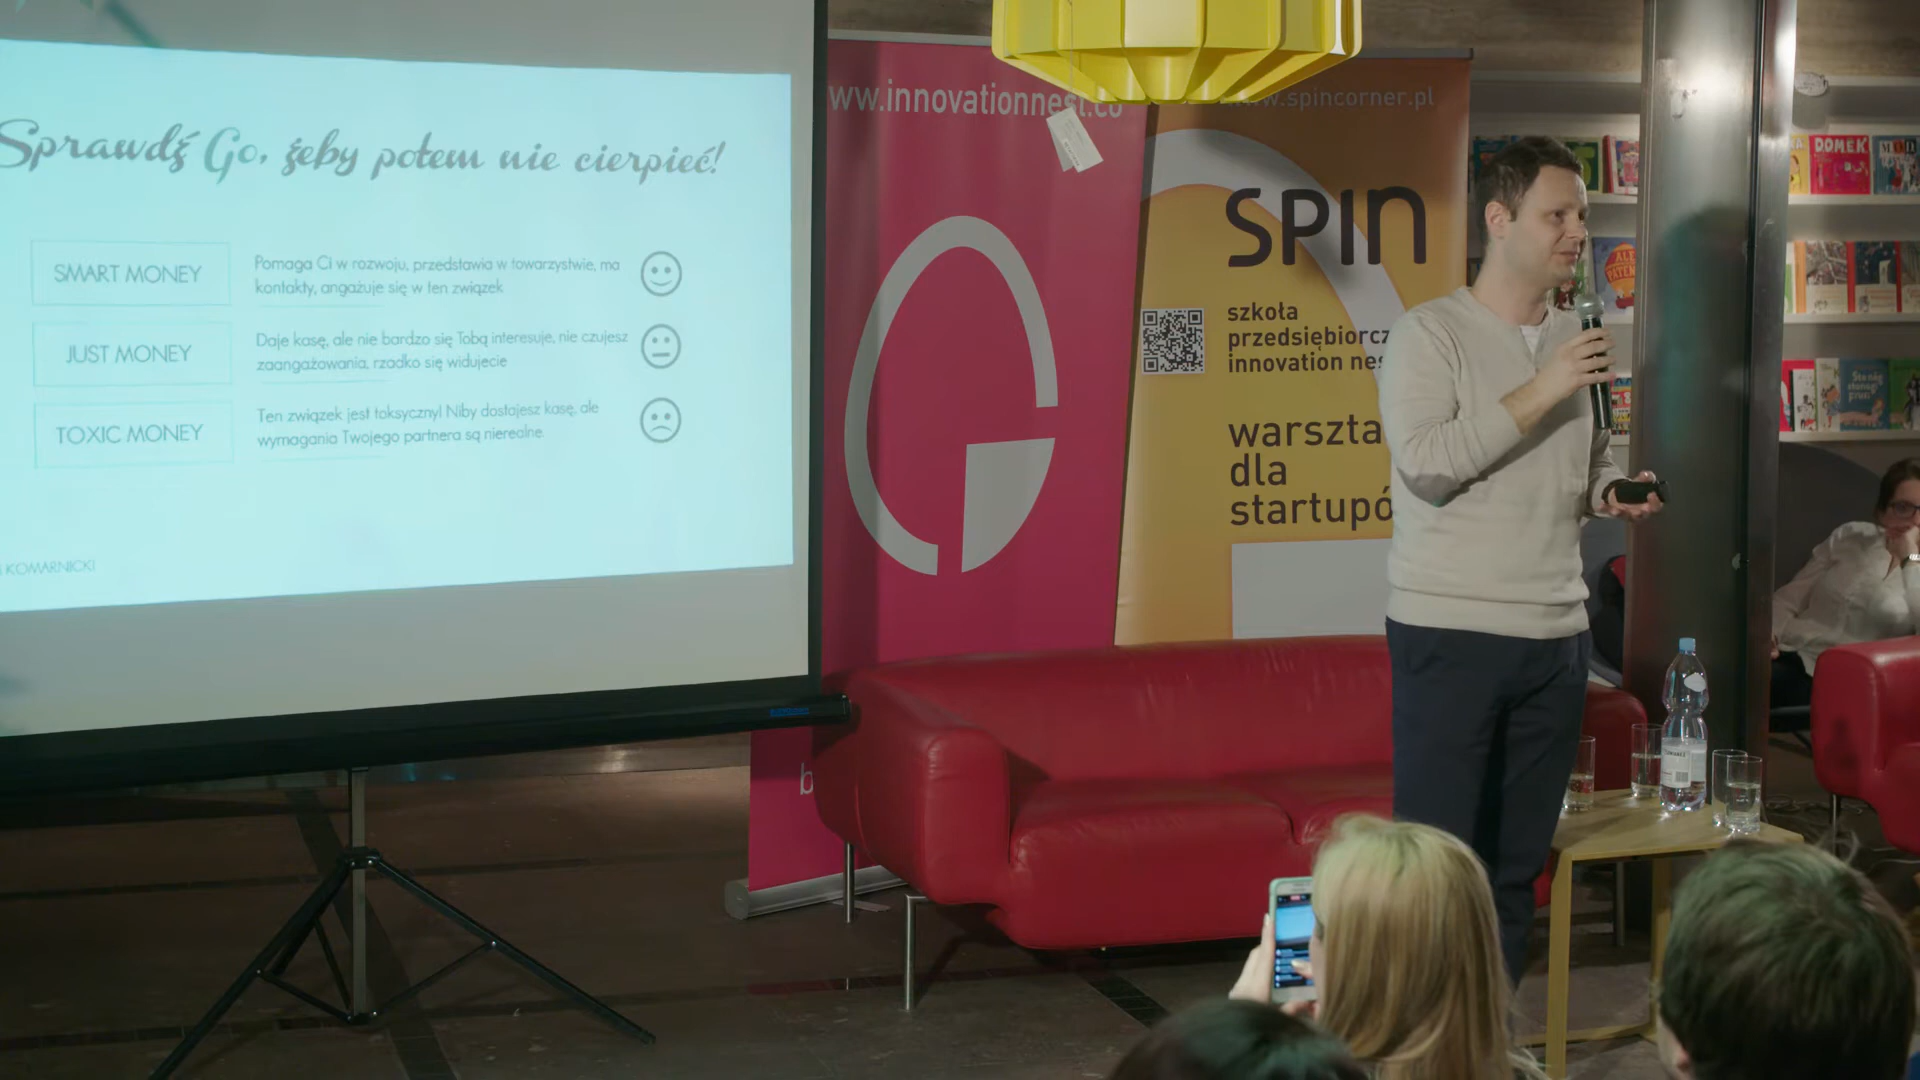 Sprawdź Go, żeby potem nie cierpieć!
SMART MONEY
Pomaga Ci w rozwoju, przedstawia w towarzystwie, ma
kontakty, angażuje się w ten związek
JUST MONEY
Daje kasę, ale nie bardzo się Tobą interesuje, nie czujesz
zaangażowania, rzadko się widujecie
TOXIC MONEY
Ten związek jest toksyczny! Niby dostajesz kasę, ale
wymagania Twojego partnera są nierealne.
KOMARNICKI
ww.innovationnest.co
b
www.spincorner.pl
SPIN
szkoła
przedsiębiorcz
innovation nes
warszta
dla
startupó
DOMEK